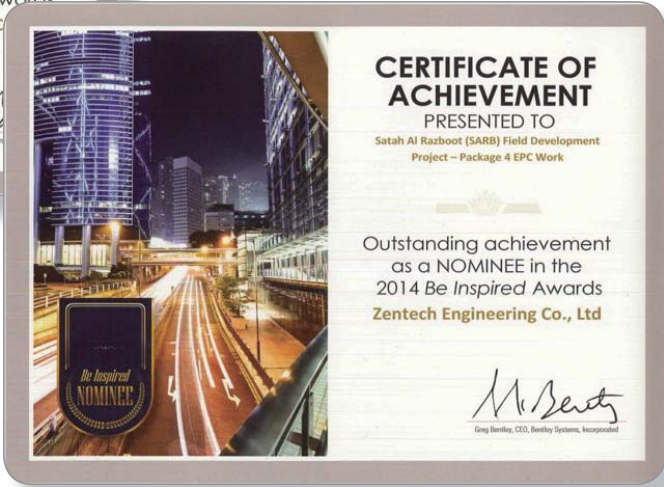 CERTIFICATE OF
ACHIEVEMENT
PRESENTED TO
Satah Al Razboot (SARB) Field Development
Project – Package 4 EPC Work
Outstanding achievement
as a NOMINEE in the
2014 Be Inspired Awards
Zentech Engineering Co., Ltd
Greg Bentley, CEO, Bentley Systems, Incorporated
Be Inspired
NOMINEE